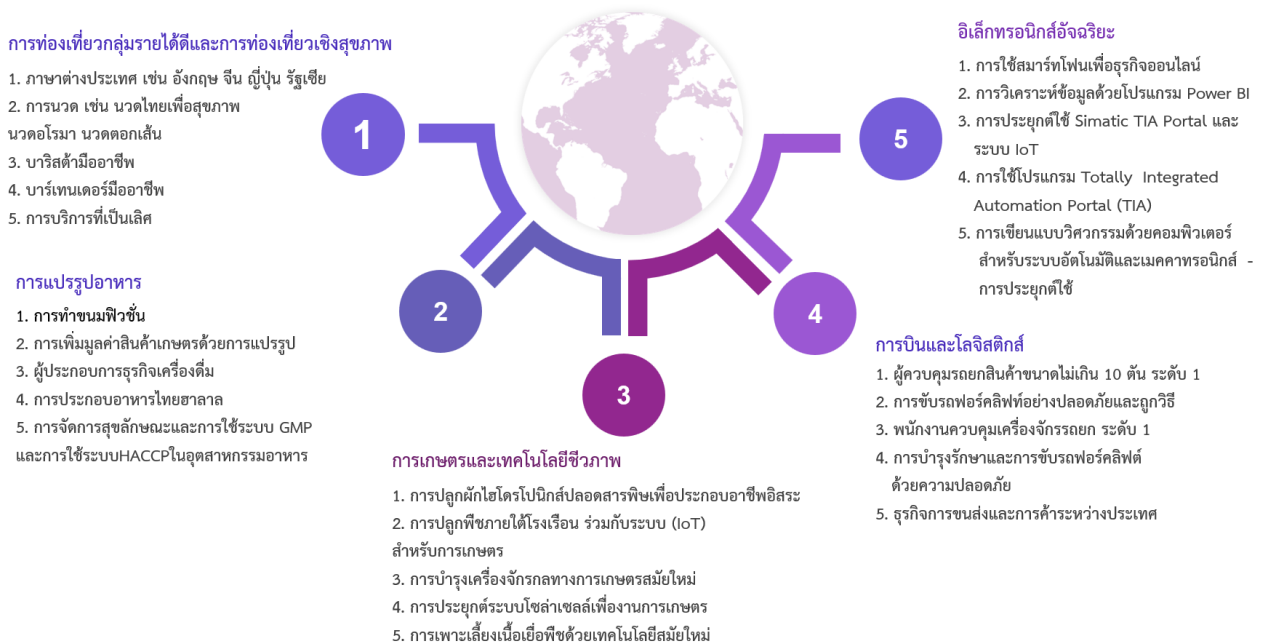 การท่องเที่ยวกลุ่มรายได้ดีและการท่องเที่ยวเชิงสุขภาพ
1. ภาษาต่างประเทศ เช่น อังกฤษ จีน ญี่ปุ่น รัฐเซีย
2. การนวด เช่น นวดไทยเพื่อสุขภาพ
นวดอโรมา นวดตอกเส้น
3. บาริสต้ามืออาชีพ
4. บาร์เทนเดอร์มืออาชีพ
5. การบริการที่เป็นเลิศ
1
การแปรรูปอาหาร
1. การทำขนมฟิวชั่น
2. การเพิ่มมูลค่าสินค้าเกษตรด้วยการแปรรูป
3. ผู้ประกอบการธุรกิจเครื่องดื่ม
4. การประกอบอาหารไทยฮาลาล
5. การจัดการสุขลักษณะและการใช้ระบบ GMP
และการใช้ระบบHACCPในอุตสาหกรรมอาหาร
2
3
การเกษตรและเทคโนโลยีชีวภาพ
1. การปลูกผักไฮโดรโปนิกส์ปลอดสารพิษเพื่อประกอบอาชีพอิสระ
2. การปลูกพืชภายใต้โรงเรือน ร่วมกับระบบ (IoT)
สำหรับการเกษตร
3. การบำรุงเครื่องจักรกลทางการเกษตรสมัยใหม่
4. การประยุกต์ระบบโซล่าเซลล์เพื่องานการเกษตร
5. การเพาะเลี้ยงเนื้อเยื่อพืชด้วยเทคโนโลยีสมัยใหม่
4
การบินและโลจิสติกส์
1. ผู้ควบคุมรถยกสินค้าขนาดไม่เกิน 10 ตัน ระดับ 1
2. การขับรถฟอร์คลิฟท์อย่างปลอดภัยและถูกวิธี
3. พนักงานควบคุมเครื่องจักรรถยก ระดับ 1
4. การบำรุงรักษาและการขับรถฟอร์คลิฟต์
ด้วยความปลอดภัย
5. ธุรกิจการขนส่งและการค้าระหว่างประเทศ
5
อิเล็กทรอนิกส์อัจฉริยะ
1. การใช้สมาร์ทโฟนเพื่อธุรกิจออนไลน์
2. การวิเคราะห์ข้อมูลด้วยโปรแกรม Power BI
3. การประยุกต์ใช้ Simatic TIA Portal และ
ระบบ IoT
4. การใช้โปรแกรม Totally Integrated
Automation Portal (TIA)
5. การเขียนแบบวิศวกรรมด้วยคอมพิวเตอร์
สำหรับระบบอัตโนมัติและเมคคาทรอนิกส์ -
การประยุกต์ใช้